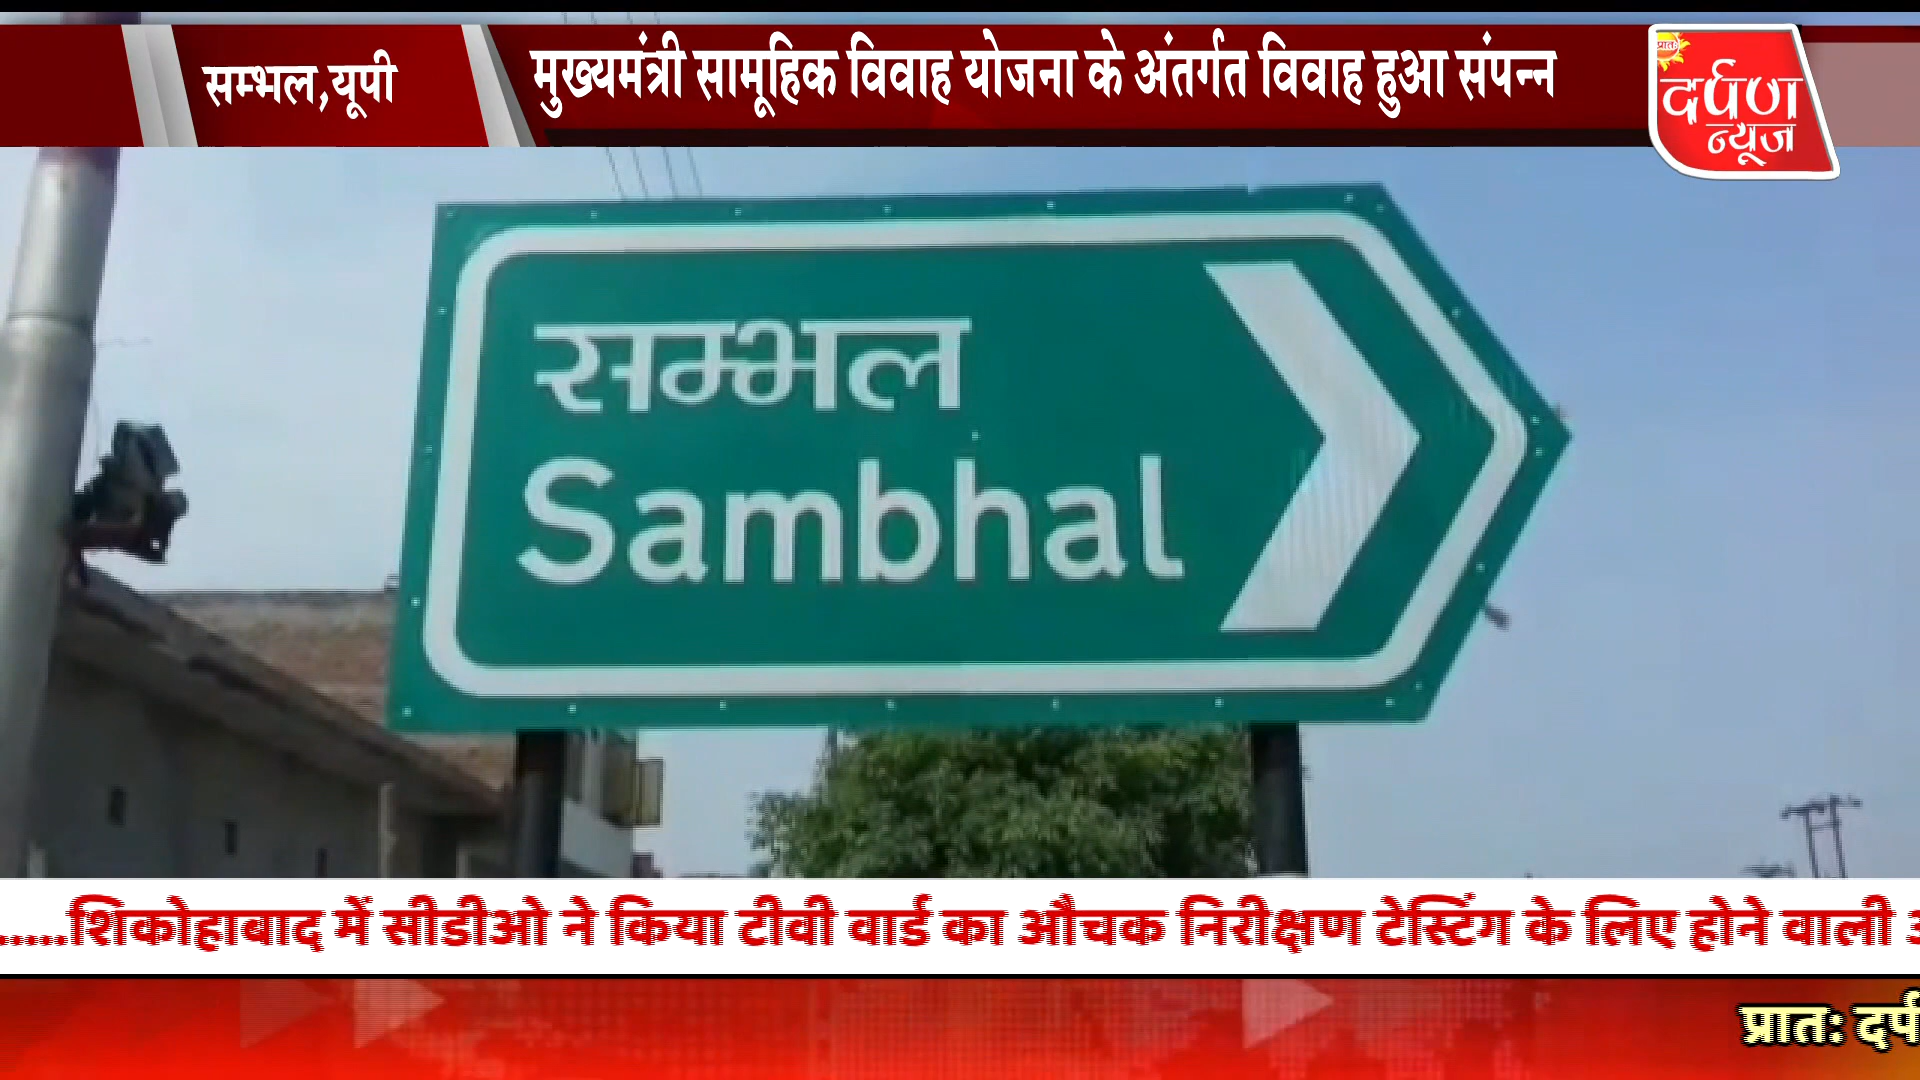 सम्भल,यूपी
मुख्यमंत्री सामूहिक विवाह योजना के अंतर्गत विवाह हुआ संपन्न
प्रातः
दर्पण
न्यूज
सम्भल
Sambhal
.....शिकोहाबाद में सीडीओ ने किया टीवी वार्ड का औचक निरीक्षण टेस्टिंग के लिए होने वाली
प्रातः